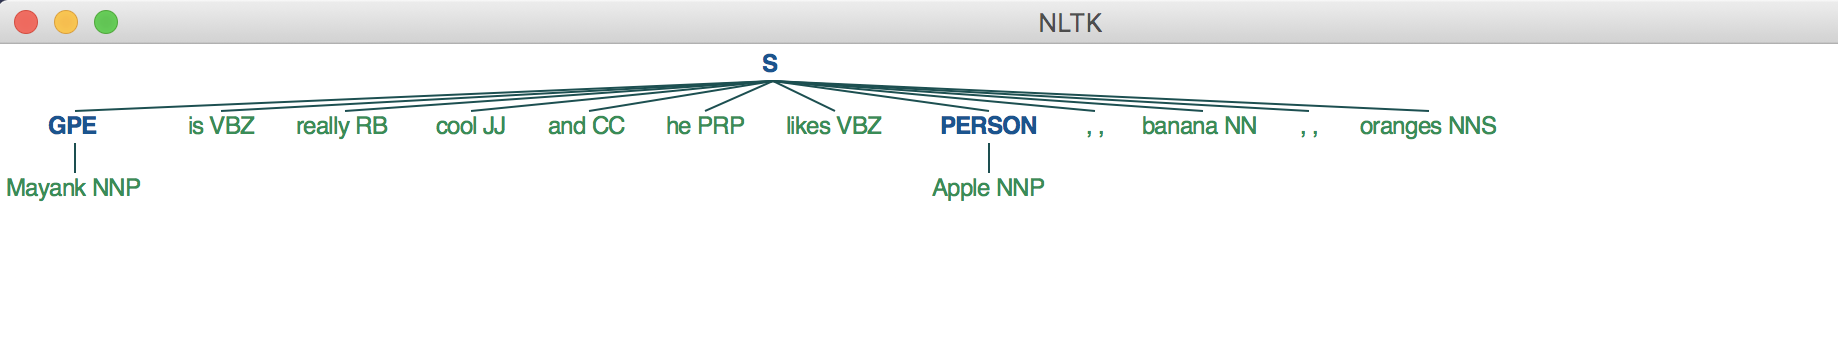 NLTK
S
GPE is VBZ really RB cool JJ and CC he PRP likes VBZ PERSON , , banana NN , , oranges NNS
Mayank NNP Apple NNP